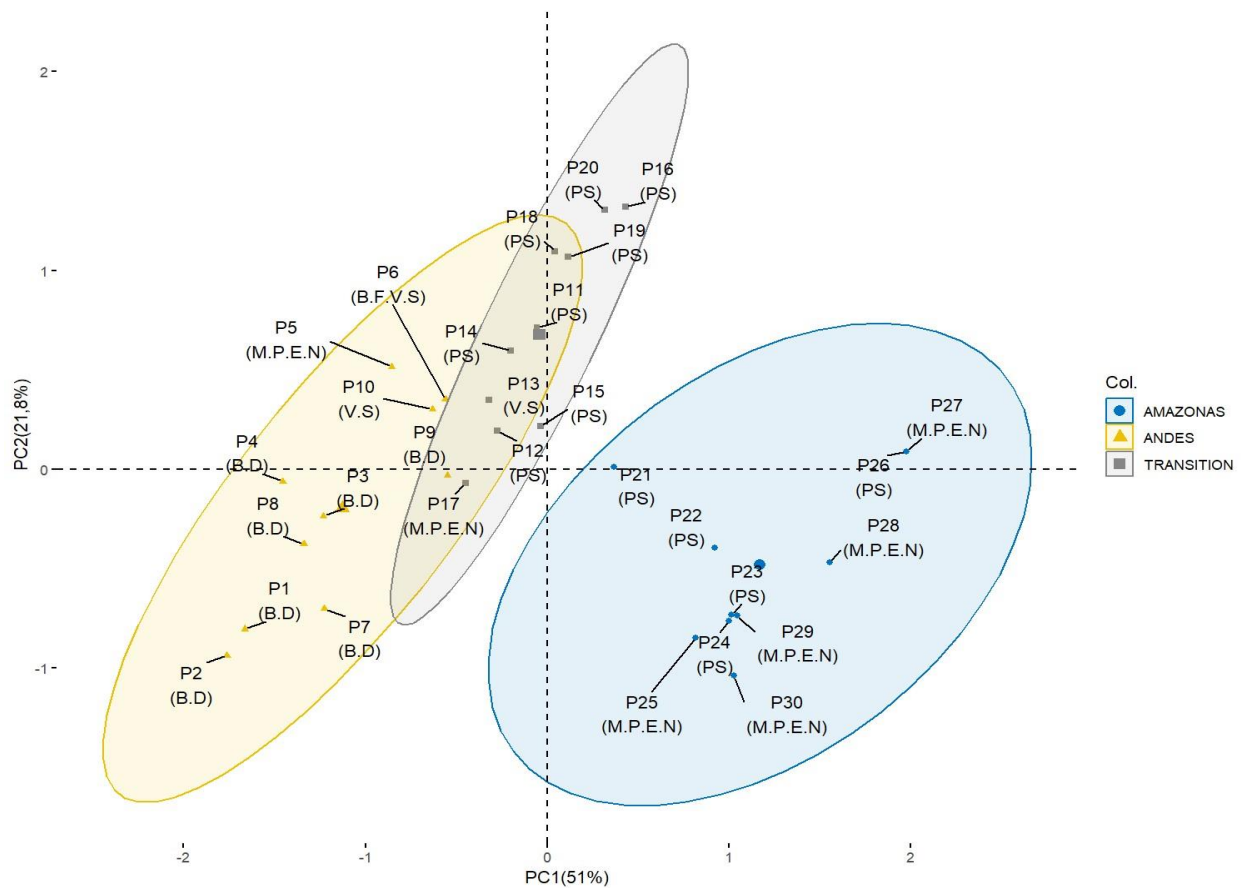 2
P20
(PS)
P16
(PS)
P18
(PS)
P19
(PS)
1
P6
(B.F.V.S)
P11
(PS)
P5
(M.P.E.N)
P14
(PS)
P10
(V.S)
P13
(V.S)
P15
(PS)
P9
(B.D)
P12
(PS)
P4
(B.D)
P3
(B.D)
P8
(B.D)
P17
(M.P.E.N)
P1
(B.D)
P7
(B.D)
P2
(B.D)
P27
(M.P.E.N)
P26
(PS)
P21
(PS)
P22
(PS)
P28
(M.P.E.N)
P23
(PS)
P24
(PS)
P29
(M.P.E.N)
P25
(M.P.E.N)
P30
(M.P.E.N)
0
-1
PC2(21,8%)
-2
-1
0
1
2
PC1(51%)
Col.
AMAZONAS
ANDES
TRANSITION